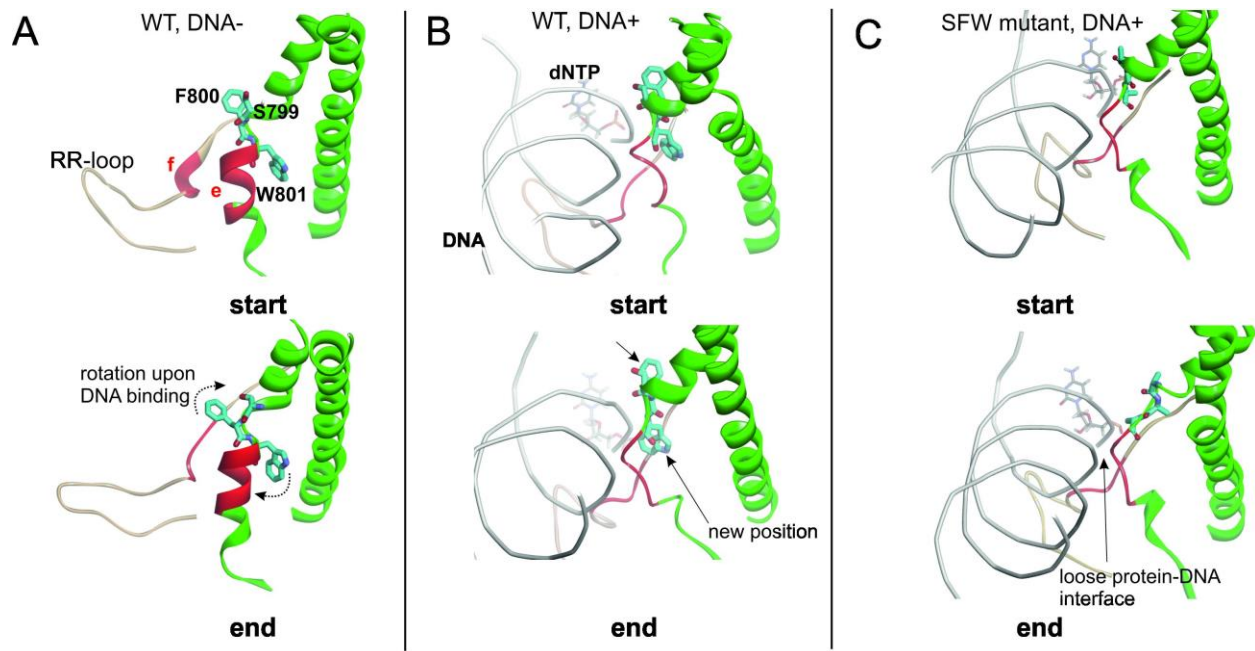 A
WT, DNA-
F800
S799
RR-loop
f
e
W801
start
rotation upon
DNA binding
end
B
WT, DNA+
dNTP
DNA
start
new position
end
C
SFW mutant, DNA+
start
loose protein-DNA
interface
end